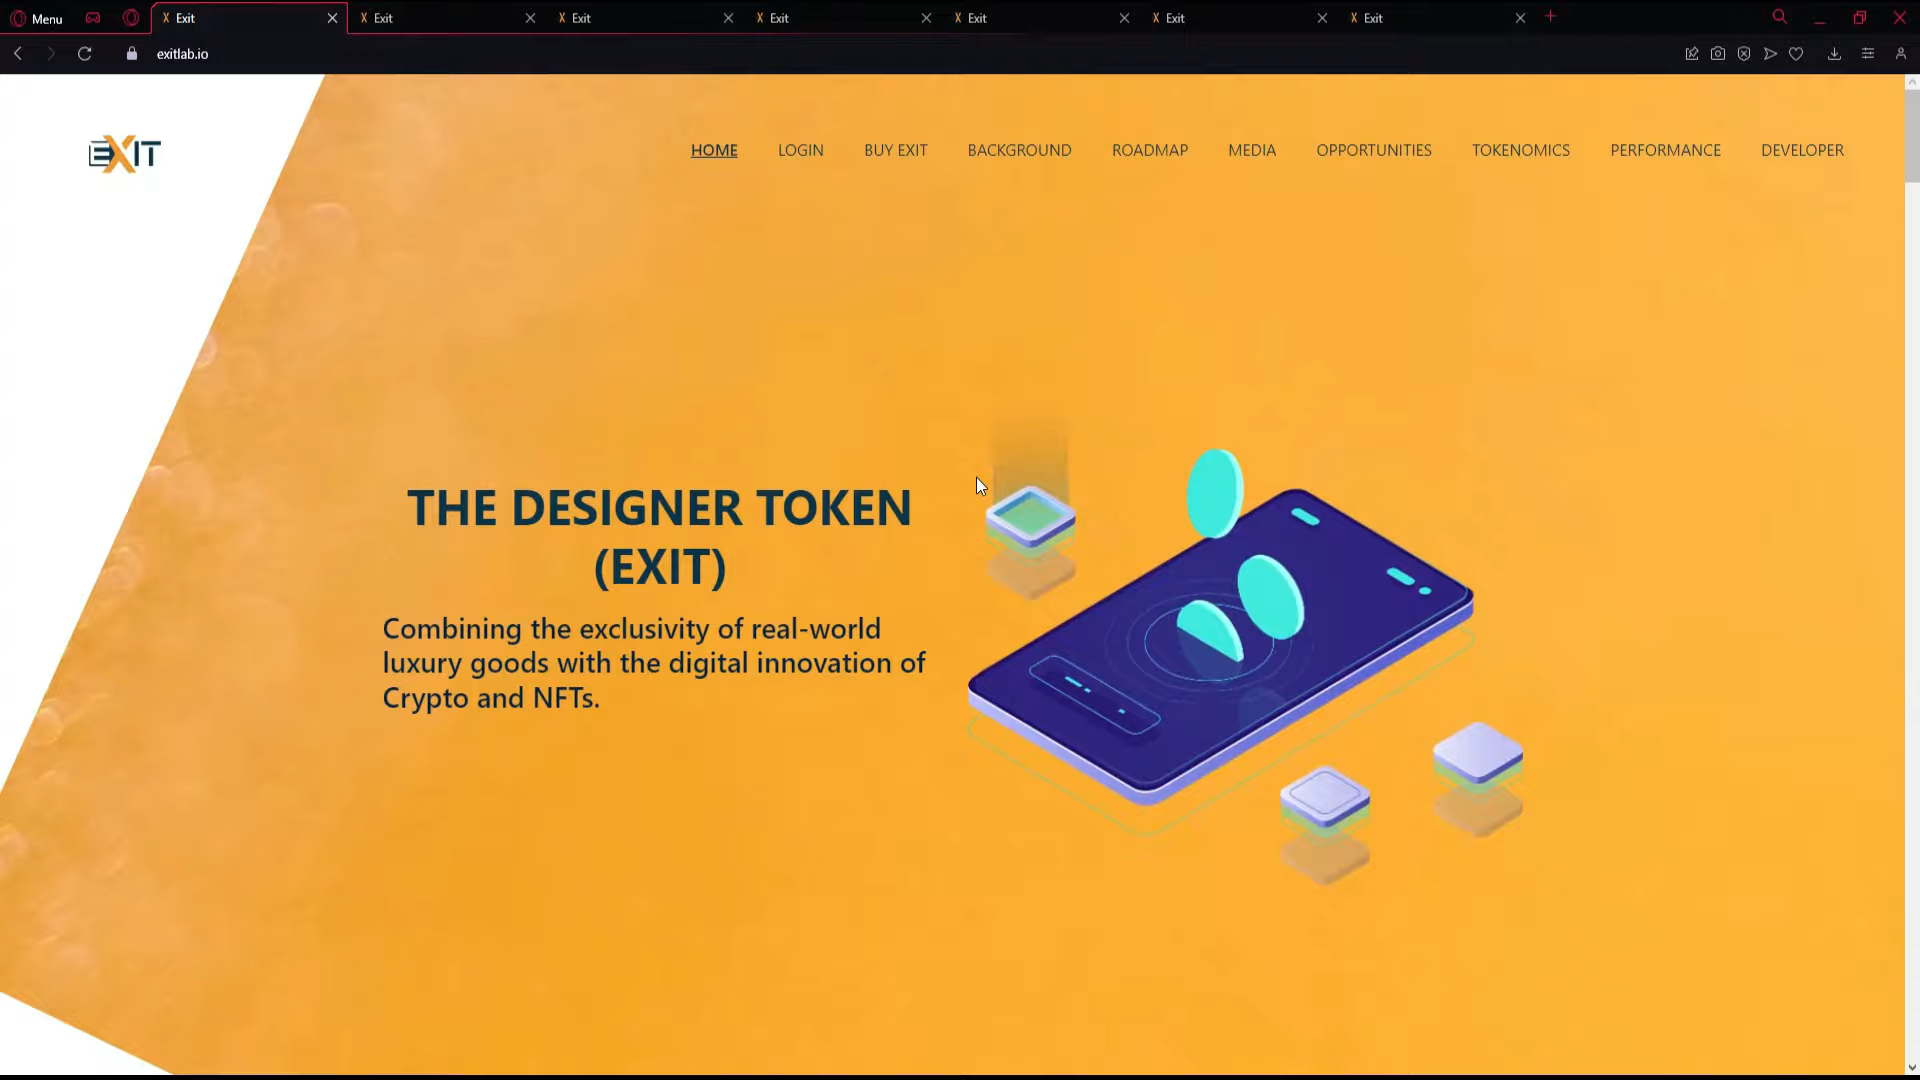 Menu
Exit
Exit
Exit
Exit
Exit
Exit
Exit
exitlab.io
EXIT
HOME
LOGIN
BUY EXIT
BACKGROUND
ROADMAP
MEDIA
OPPORTUNITIES
TOKENOMICS
PERFORMANCE
DEVELOPER
THE DESIGNER TOKEN
(EXIT)
Combining the exclusivity of real-world
luxury goods with the digital innovation of
Crypto and NFTs.